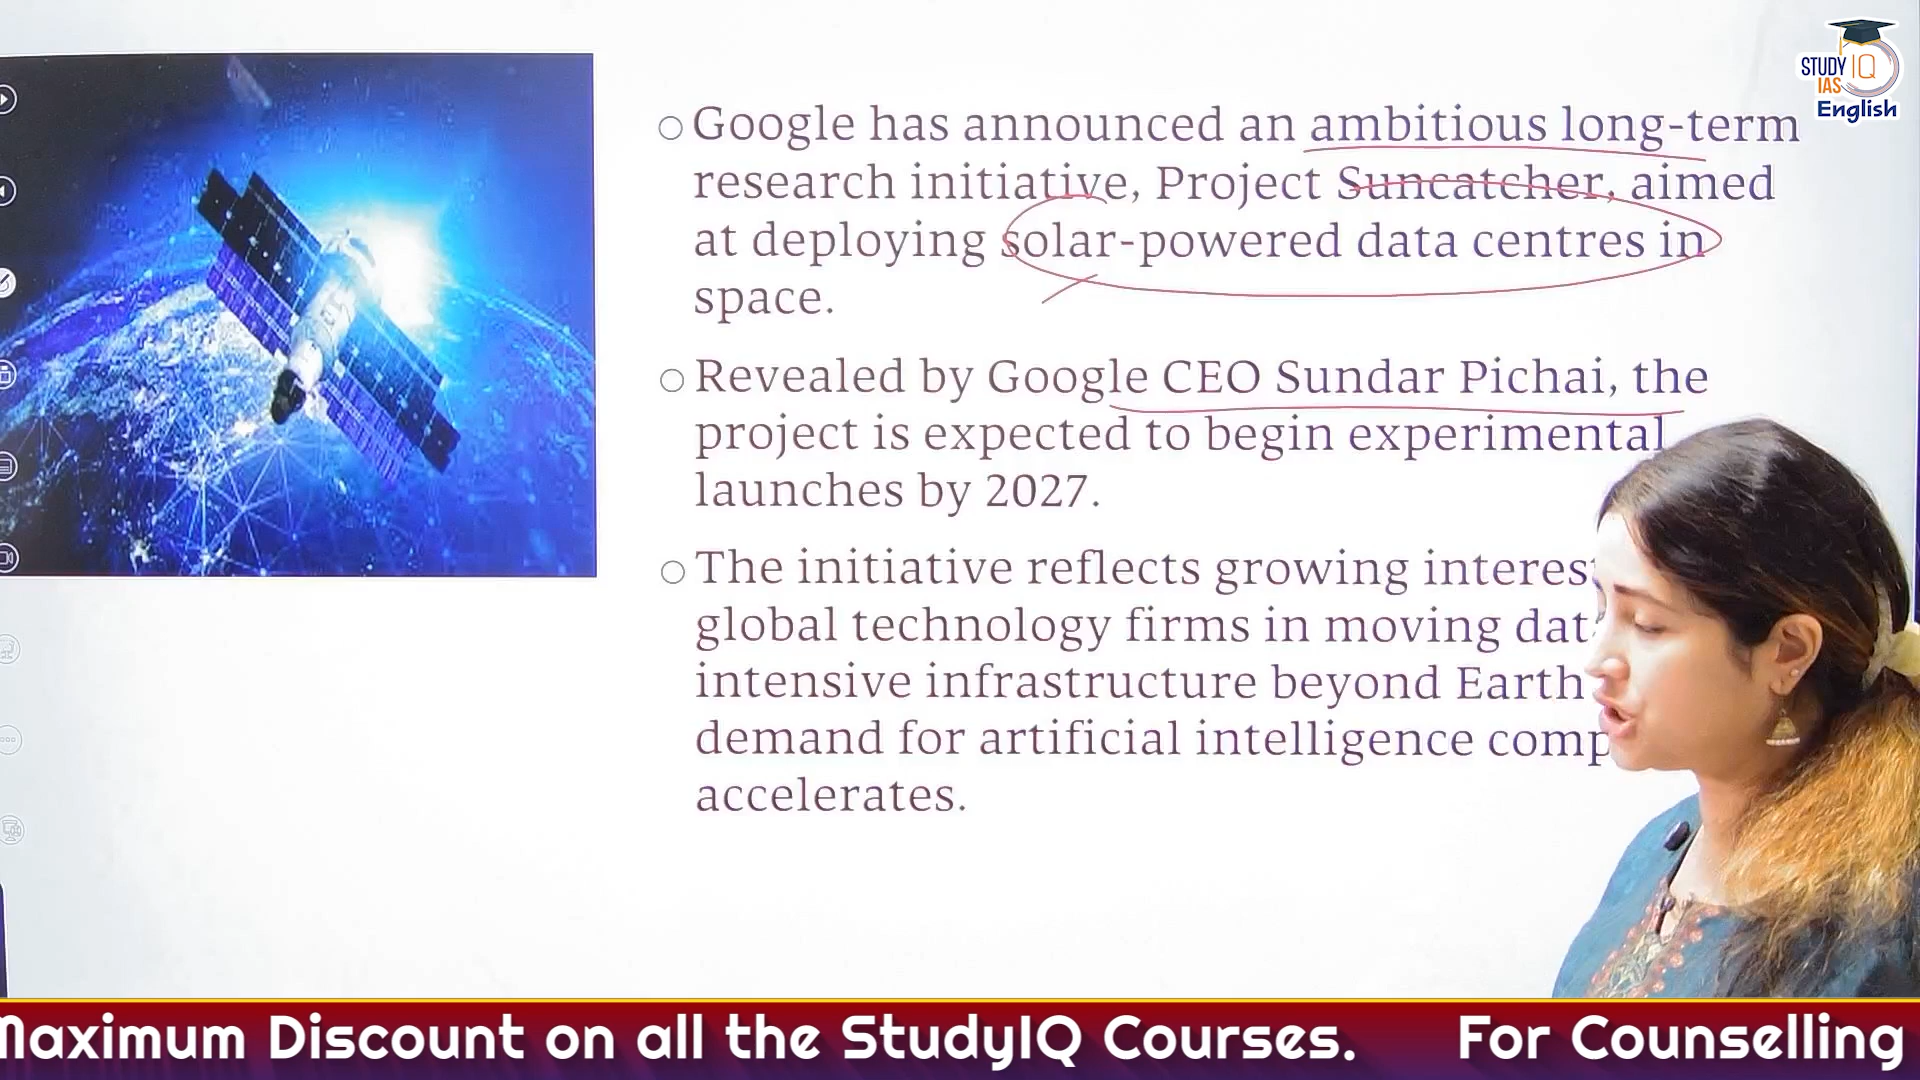 STUDY IQ
IAS
English
Google has announced an ambitious long-term
research initiative, Project Suncatcher, aimed
at deploying solar-powered data centres in
space.
Revealed by Google CEO Sundar Pichai, the
project is expected to begin experimental
launches by 2027.
The initiative reflects growing
global technology firms in moving
intensive infrastructure beyond Earth
demand for artificial intelligence
accelerates.
Maximum Discount on all the StudyIQ Courses. For Counselling